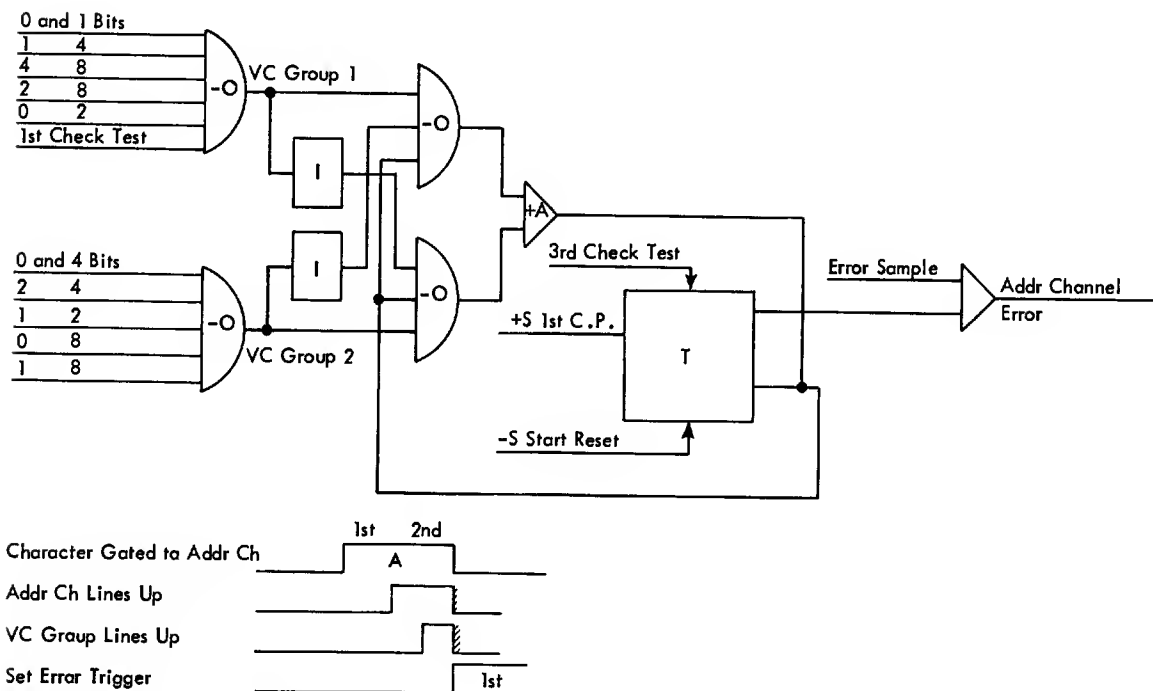 0 and 1 Bits
1 4
4 8
2 8
0 2
1st Check Test
-O
VC Group 1
-O
I
I
+A
0 and 4 Bits
2 4
1 2
0 8
1 8
-O
VC Group 2
-O
3rd Check Test
+S 1st C.P.
T
-S Start Reset
Error Sample
Addr Channel
Error
1st 2nd
Character Gated ta Addr Ch
A
Addr Ch Lines Up
VC Graup Lines Up
Set Errar Trigger
1st